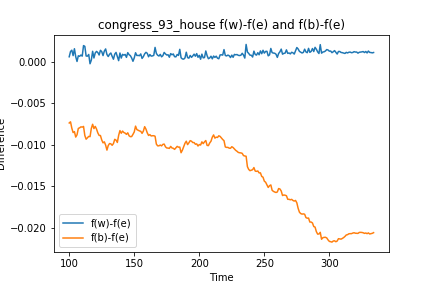 congress_93_house f(w)-f(e) and f(b)-f(e)
0.000
−0.005
−0.010
−0.015
−0.020
Difference
f(w)-f(e)
f(b)-f(e)
100
150
200
250
300
Time